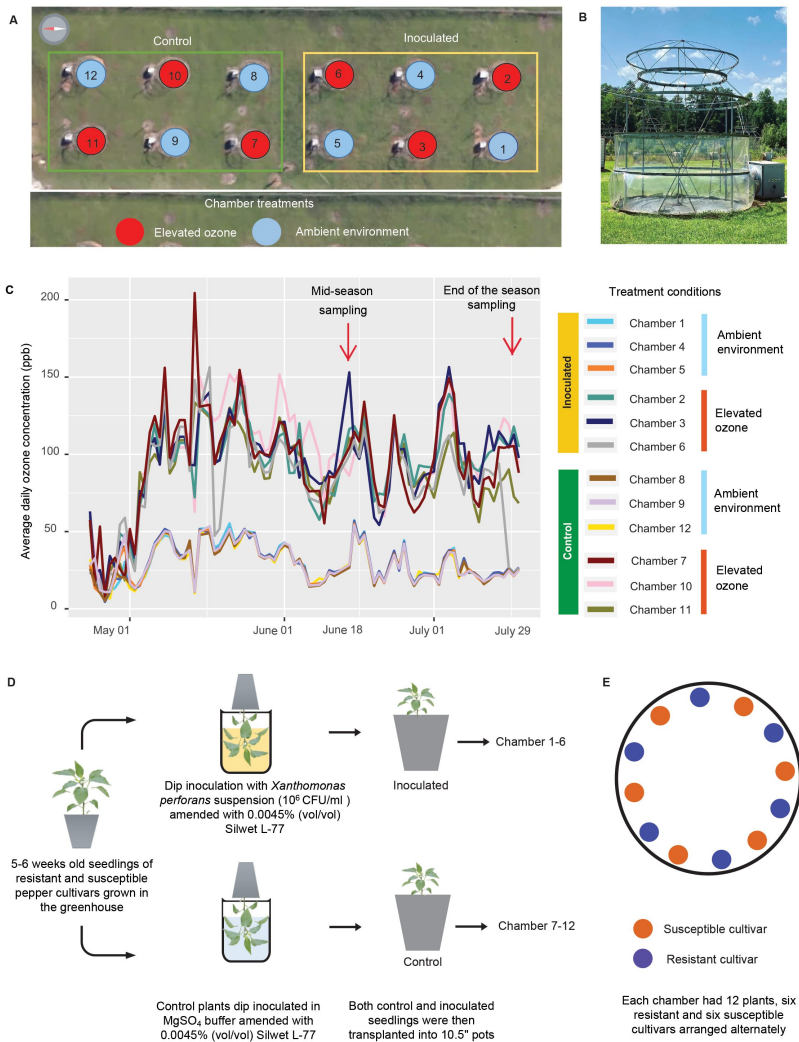 A
Control
Inoculated
12
10
8
6
4
2
11
9
7
5
3
1
Chamber treatments
Elevated ozone
Ambient environment
B
C
Average daily ozone concentration (ppb)
200
150
100
50
0
May 01
June 01
June 18
July 01
July 29
Mid-season
sampling
End of the season
sampling
Treatment conditions
Inoculated
Chamber 1
Chamber 4
Chamber 5
Ambient
environment
Chamber 2
Chamber 3
Chamber 6
Elevated
ozone
Control
Chamber 8
Chamber 9
Chamber 12
Ambient
environment
Chamber 7
Chamber 10
Chamber 11
Elevated
ozone
D
5-6 weeks old seedlings of
resistant and susceptible
pepper cultivars grown in
the greenhouse
Dip inoculation with Xanthomonas
perforans suspension (10⁶ CFU/ml )
amended with 0.0045% (vol/vol)
Silwet L-77
Inoculated
Chamber 1-6
Control
Chamber 7-12
Control plants dip inoculated in
MgSO₄ buffer amended with
0.0045% (vol/vol) Silwet L-77
Both control and inoculated
seedlings were then
transplanted into 10.5" pots
E
Susceptible cultivar
Resistant cultivar
Each chamber had 12 plants, six
resistant and six susceptible
cultivars arranged alternately